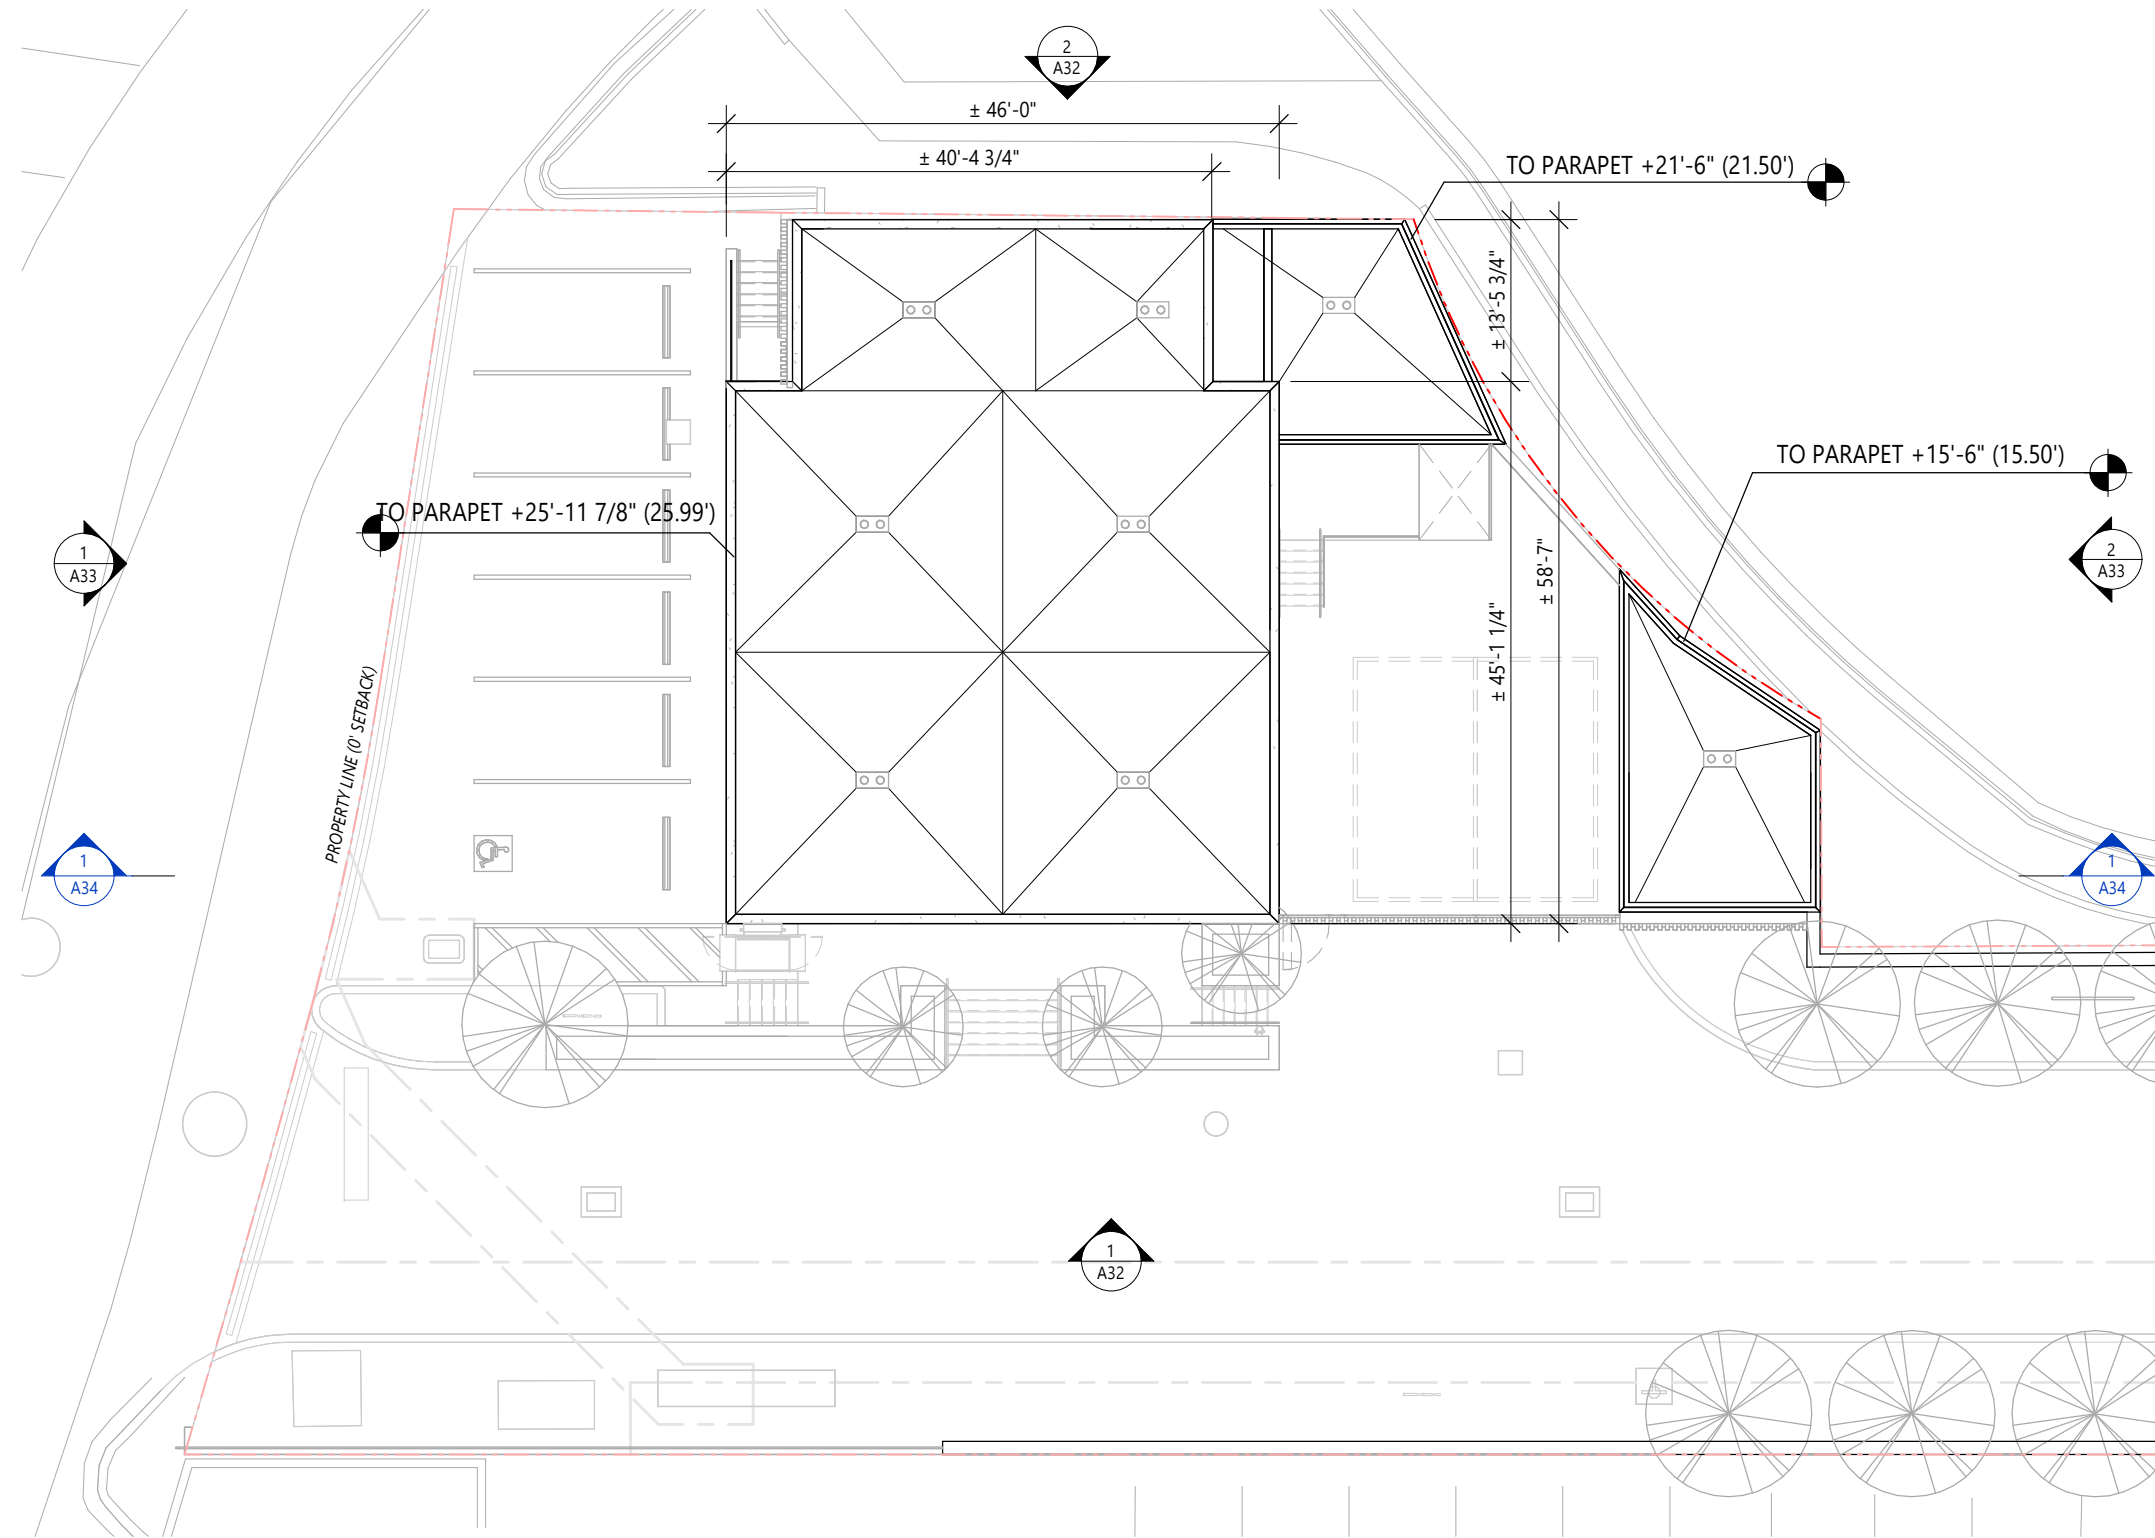 2
A32
± 46'-0"
± 40'-4 3/4"
TO PARAPET +21'-6" (21.50')
± 13'-5 3/4"
TO PARAPET +15'-6" (15.50')
TO PARAPET +25'-11 7/8" (25.99')
1
A33
2
A33
± 58'-7"
± 45'-1 1/4"
PROPERTY LINE (0' SETBACK)
1
A34
1
A34
1
A32